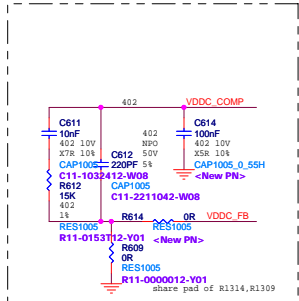 402
VDDC_COMP
C611
10nF
402 10V
X7R 10%
CAP1005
C11-1032412-W08
C612
220PF
402
NPO
50V
5%
CAP1005
C11-2211042-W08
C614
100nF
402 10V
X5R 10%
CAP1005_0_55H
<New PN>
R612
15K
402
1%
RES1005
R11-0153T12-Y01
R614
0R
RES1005
<New PN>
VDDC_FB
R609
0R
RES1005
R11-0000012-Y01
share pad of R1314,R1309